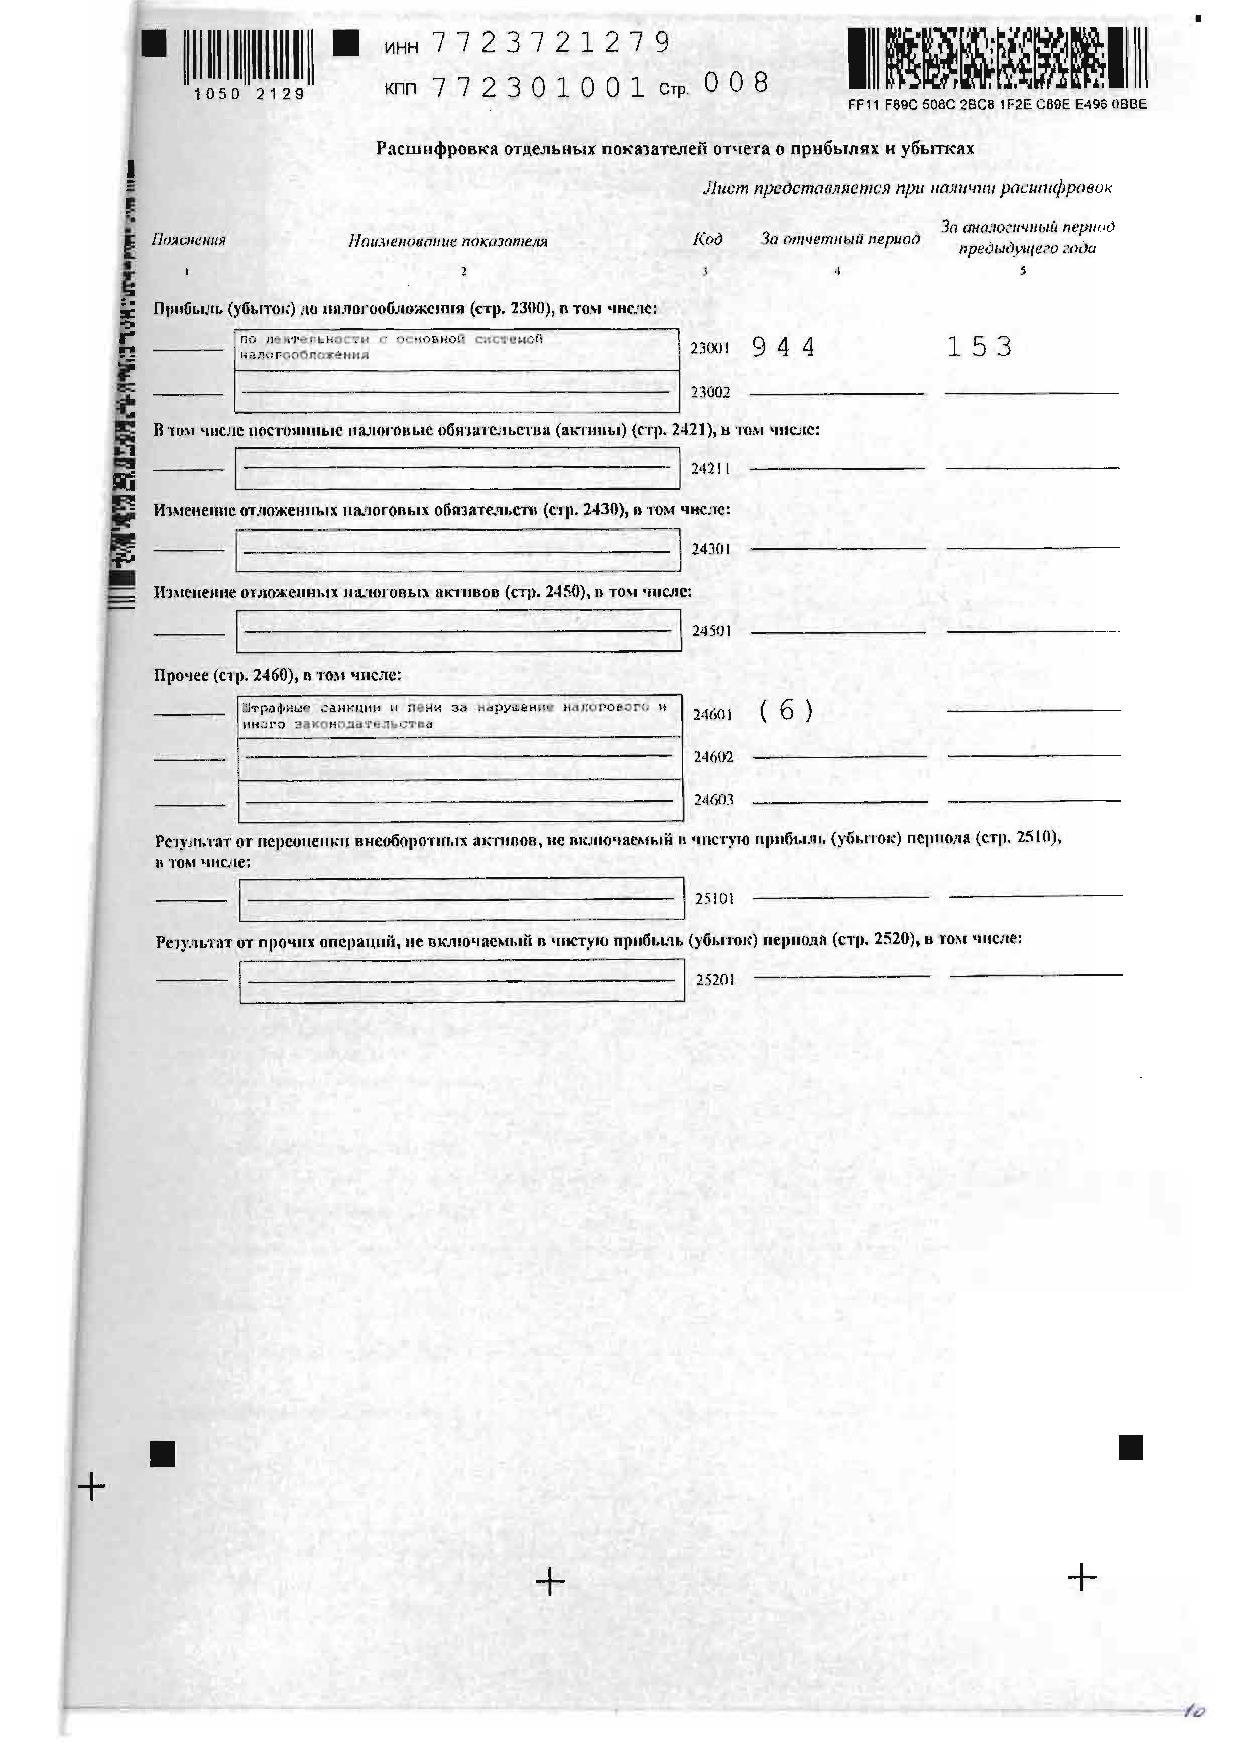 ИНН 7723721279
1050 2129
КПП 772301001 Стр. 008
FF11 F89C 508C 2BC8 1F2E C89E E496 0BBE
Расшифровка отдельных показателей отчета о прибылях и убытках
Лист представляется при наличии расшифровок
Пояснения Наименование показателя Код За отчетный период За аналогичный период предыдущего года
1 2 3 4 5
Прибыль (убыток) до налогообложения (стр. 2300), в том числе:
по деятельности с основной системой
налогообложения 23001 944 153
23002
В том числе постоянные налоговые обязательства (активы) (стр. 2421), в том числе:
24211
Изменение отложенных налоговых обязательств (стр. 2430), в том числе:
24301
Изменение отложенных налоговых активов (стр. 2450), в том числе:
24501
Прочее (стр. 2460), в том числе:
Штрафные санкции и пени за нарушение налогового и
иного законодательства 24601 (6)
24602
24603
Результат от переоценки внеоборотных активов, не включаемый в чистую прибыль (убыток) периода (стр. 2510),
в том числе:
25101
Результат от прочих операций, не включаемый в чистую прибыль (убыток) периода (стр. 2520), в том числе:
25201
10